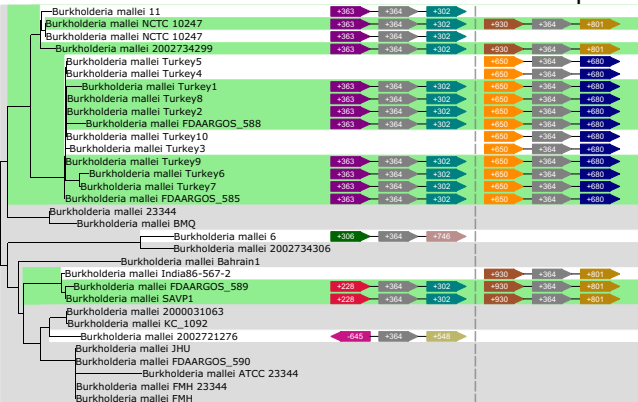 Burkholderia mallei 11 +363 +364 +302
Burkholderia mallei NCTC 10247 +363 +364 +302 +930 +364 +801
Burkholderia mallei NCTC 10247 +363 +364 +302
Burkholderia mallei 2002734299 +363 +364 +302 +930 +364 +801
Burkholderia mallei Turkey5 +650 +364 +680
Burkholderia mallei Turkey4 +650 +364 +680
Burkholderia mallei Turkey1 +363 +364 +302 +650 +364 +680
Burkholderia mallei Turkey8 +363 +364 +302 +650 +364 +680
Burkholderia mallei Turkey2 +363 +364 +302 +650 +364 +680
Burkholderia mallei FDAARGOS_588 +363 +364 +302 +650 +364 +680
Burkholderia mallei Turkey10 +650 +364 +680
Burkholderia mallei Turkey3 +650 +364 +680
Burkholderia mallei Turkey9 +363 +364 +302 +650 +364 +680
Burkholderia mallei Turkey6 +363 +364 +302 +650 +364 +680
Burkholderia mallei Turkey7 +363 +364 +302 +650 +364 +680
Burkholderia mallei FDAARGOS_585 +363 +364 +302 +650 +364 +680
Burkholderia mallei 23344
Burkholderia mallei BMQ
Burkholderia mallei 6 +306 +364 +746
Burkholderia mallei 2002734306
Burkholderia mallei Bahrain1
Burkholderia mallei India86-567-2 +930 +364 +801
Burkholderia mallei FDAARGOS_589 +228 +364 +302 +930 +364 +801
Burkholderia mallei SAVP1 +228 +364 +302 +930 +364 +801
Burkholderia mallei 2000031063
Burkholderia mallei KC_1092
Burkholderia mallei 2002721276 -645 +364 +548
Burkholderia mallei JHU
Burkholderia mallei FDAARGOS_590
Burkholderia mallei ATCC 23344
Burkholderia mallei FMH 23344
Burkholderia mallei FMH